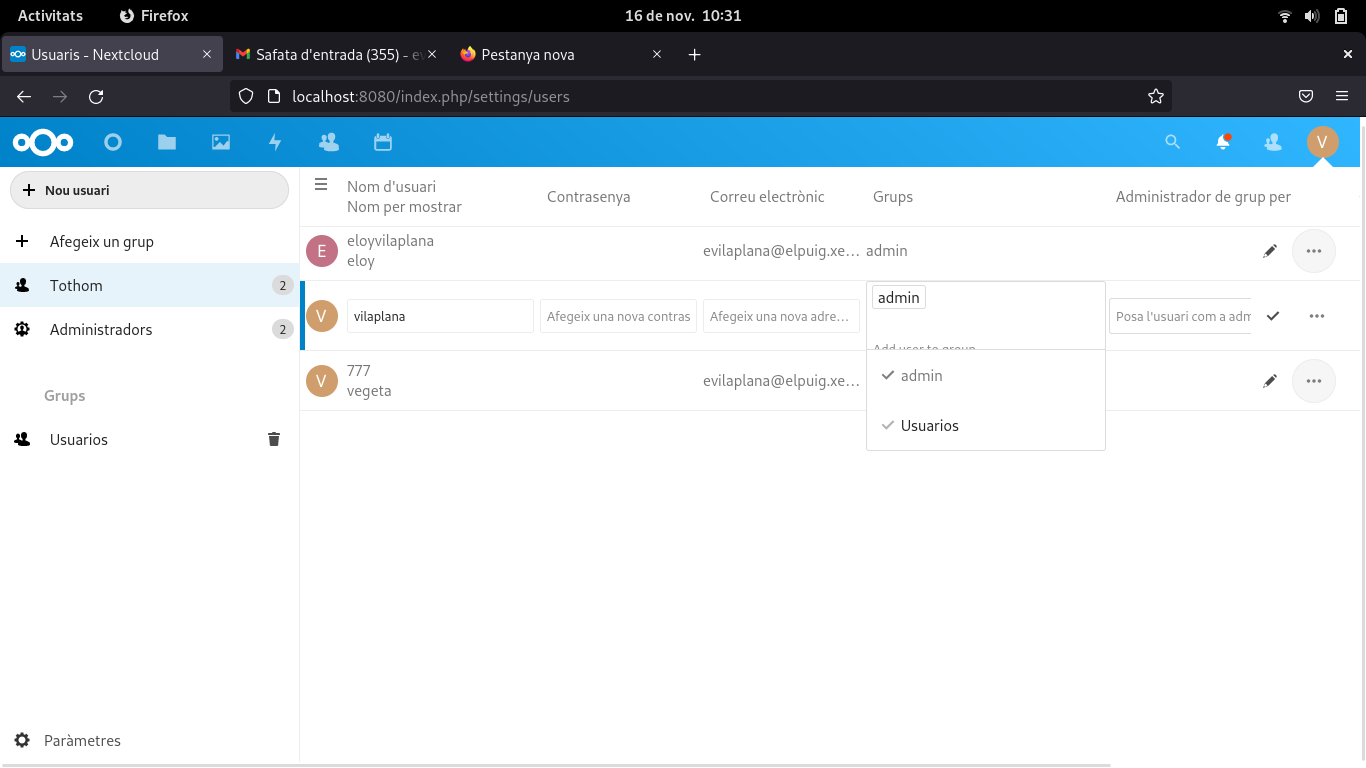 Activitats
Firefox
16 de nov. 10:31
Usuaris - Nextcloud
Safata d'entrada (355) - ev
Pestanya nova
localhost:8080/index.php/settings/users
V
Nou usuari
Afegeix un grup
Tothom
2
Administradors
2
Grups
Usuarios
Paràmetres
Nom d'usuari
Nom per mostrar
Contrasenya
Correu electrònic
Grups
Administrador de grup per
E
eloyvilaplana
eloy
evilaplana@elpuig.xe...
admin
V
vilaplana
Afegeix una nova contras
Afegeix una nova adre...
admin
Add user to group
Posa l'usuari com a adm
admin
Usuarios
V
777
vegeta
evilaplana@elpuig.xe...